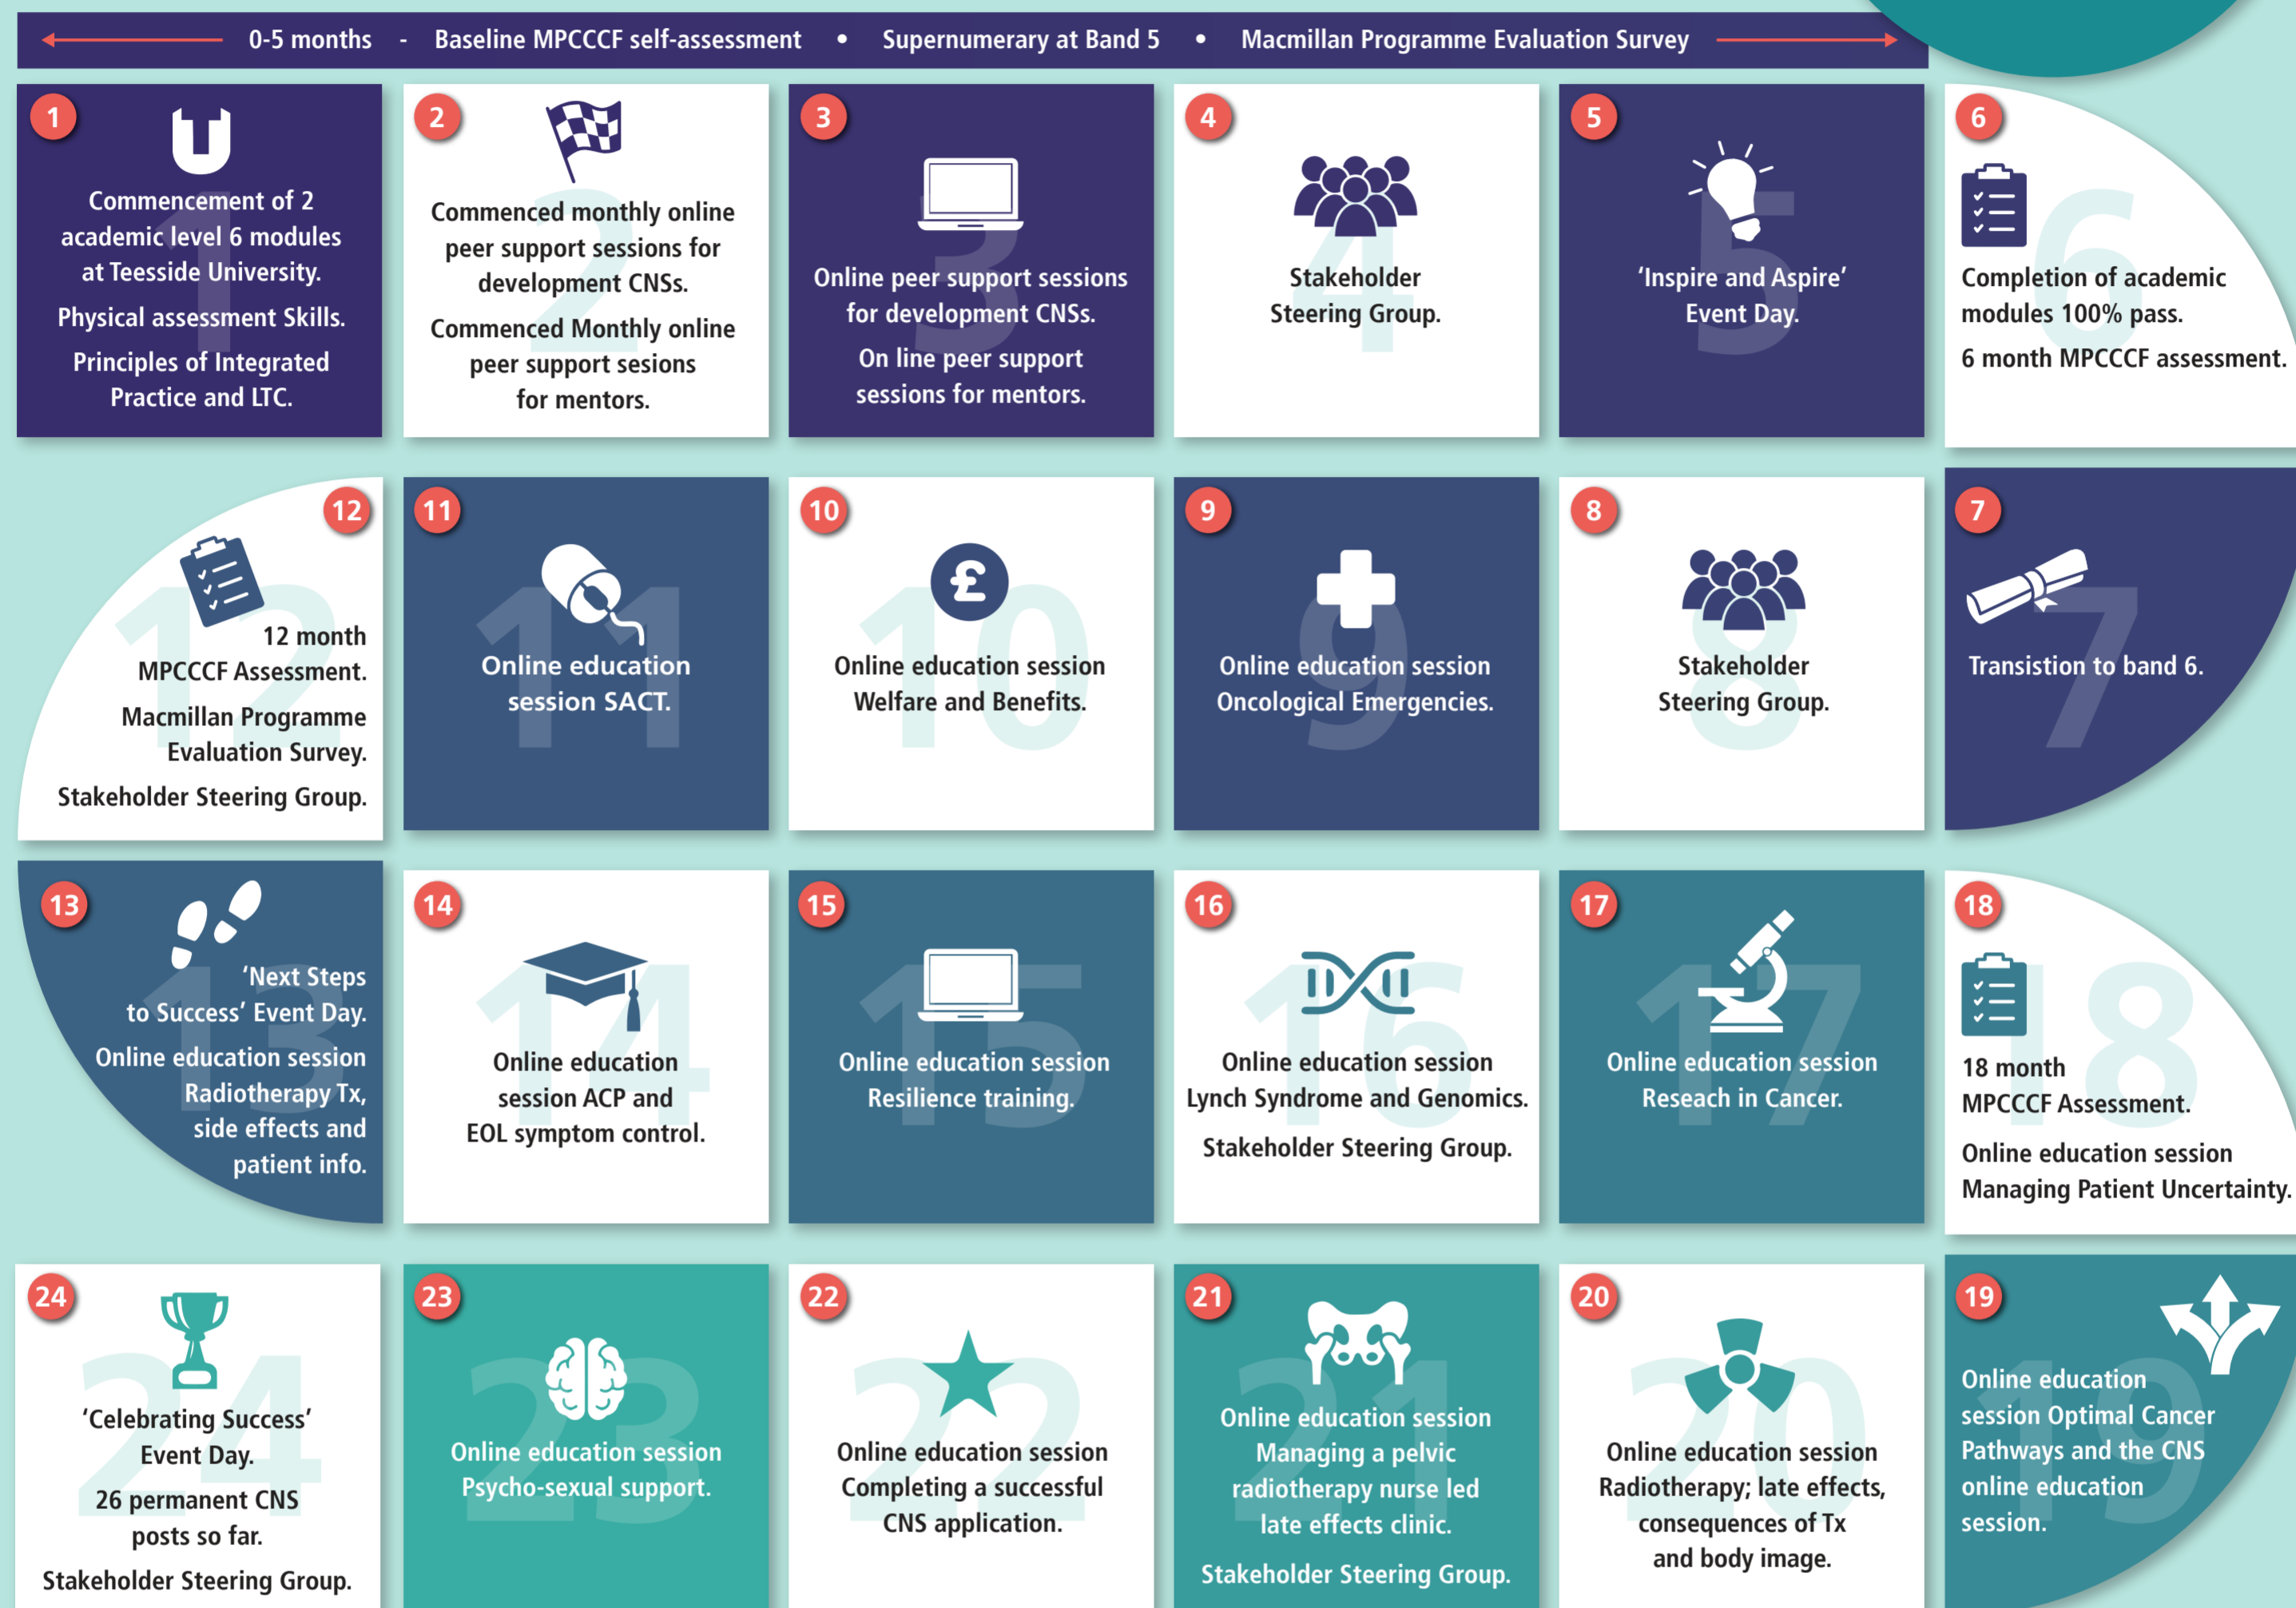 0-5 months - Baseline MPCCCF self-assessment • Supernumerary at Band 5 • Macmillan Programme Evaluation Survey
1
Commencement of 2
academic level 6 modules
at Teesside University.
Physical assessment Skills.
Principles of Integrated
Practice and LTC.
2
Commenced monthly online
peer support sessions for
development CNSs.
Commenced Monthly online
peer support sesions
for mentors.
3
Online peer support sessions
for development CNSs.
On line peer support
sessions for mentors.
4
Stakeholder
Steering Group.
5
‘Inspire and Aspire’
Event Day.
6
Completion of academic
modules 100% pass.
6 month MPCCCF assessment.
7
Transistion to band 6.
8
Stakeholder
Steering Group.
9
Online education session
Oncological Emergencies.
10
£
Online education session
Welfare and Benefits.
11
Online education
session SACT.
12
12 month
MPCCCF Assessment.
Macmillan Programme
Evaluation Survey.
Stakeholder Steering Group.
13
‘Next Steps
to Success’ Event Day.
Online education session
Radiotherapy Tx,
side effects and
patient info.
14
Online education
session ACP and
EOL symptom control.
15
Online education session
Resilience training.
16
Online education session
Lynch Syndrome and Genomics.
Stakeholder Steering Group.
17
Online education session
Reseach in Cancer.
18
18 month
MPCCCF Assessment.
Online education session
Managing Patient Uncertainty.
19
Online education
session Optimal Cancer
Pathways and the CNS
online education
session.
20
Online education session
Radiotherapy; late effects,
consequences of Tx
and body image.
21
Online education session
Managing a pelvic
radiotherapy nurse led
late effects clinic.
Stakeholder Steering Group.
22
Online education session
Completing a successful
CNS application.
23
Online education session
Psycho-sexual support.
24
‘Celebrating Success’
Event Day.
26 permanent CNS
posts so far.
Stakeholder Steering Group.